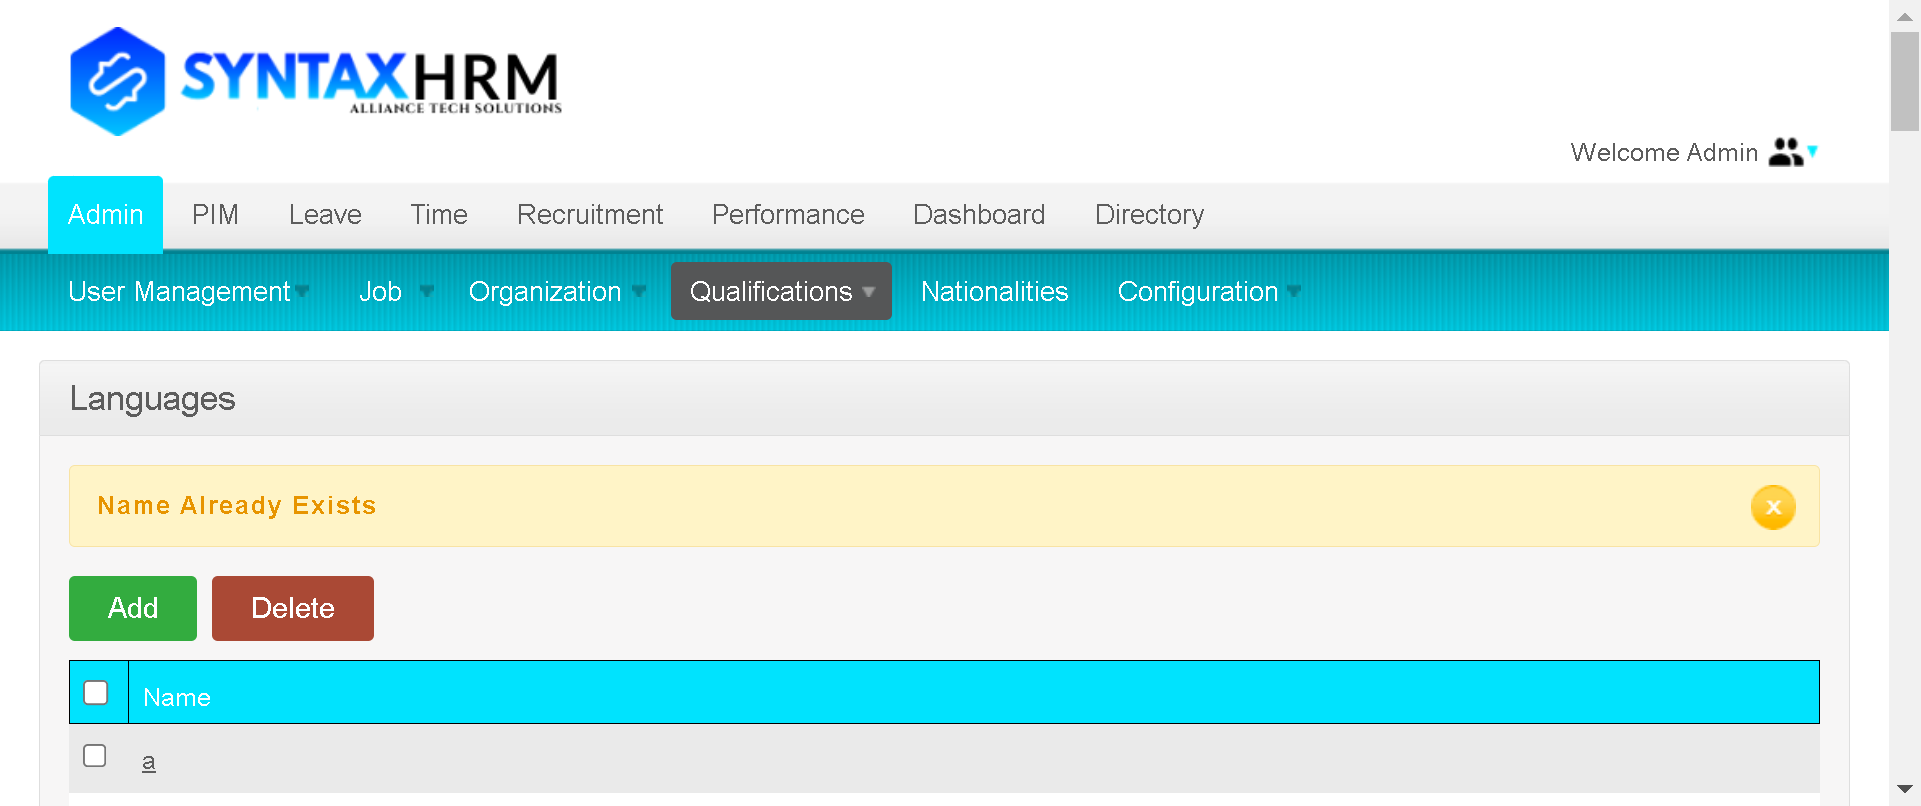 SYNTAXHRM
ALLIANCE TECH SOLUTIONS
Welcome Admin
Admin PIM Leave Time Recruitment Performance Dashboard Directory
User Management Job Organization Qualifications Nationalities Configuration
Languages
Name Already Exists
x
Add Delete
Name
a